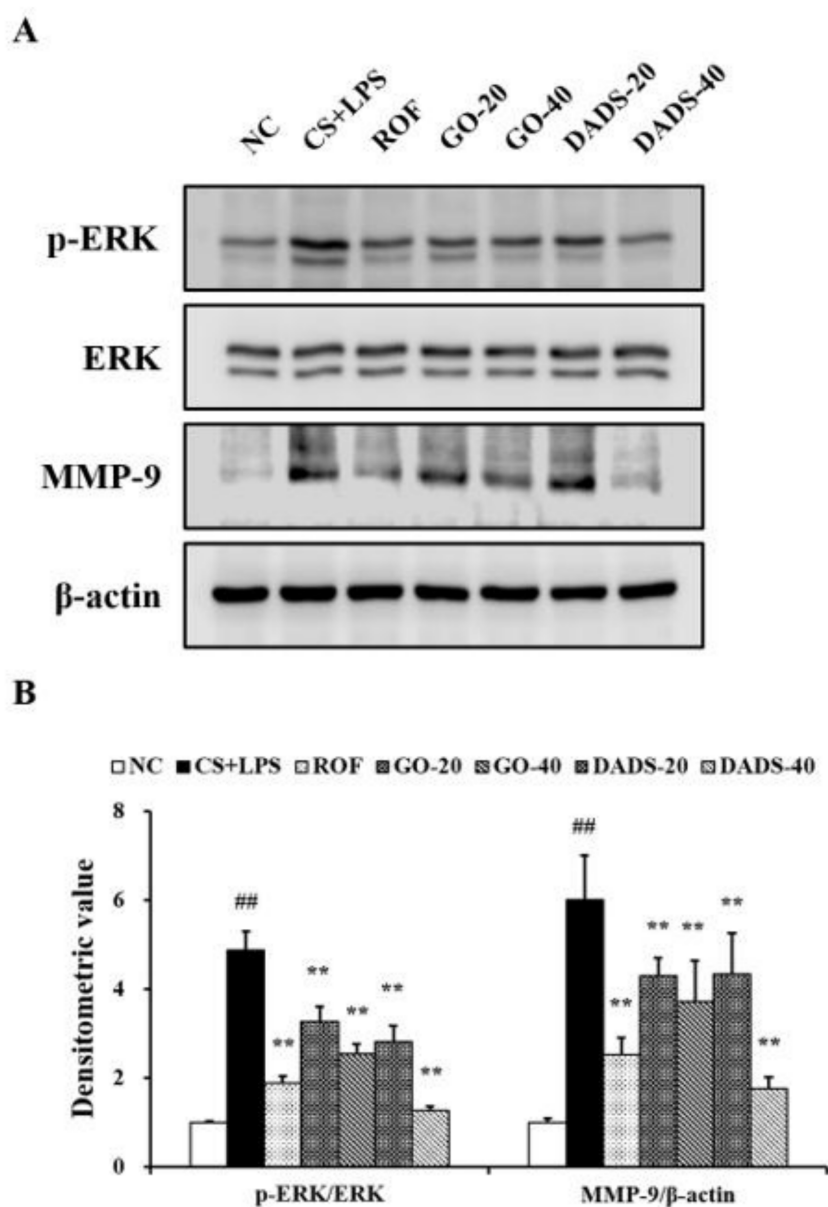 A
NC CS+LPS ROF GO-20 GO-40 DADS-20 DADS-40
p-ERK
ERK
MMP-9
β-actin
B
NC CS+LPS ROF GO-20 GO-40 DADS-20 DADS-40
Densitometric value
8
6
4
2
0
##
**
**
**
**
**
##
**
**
**
**
**
p-ERK/ERK MMP-9/β-actin